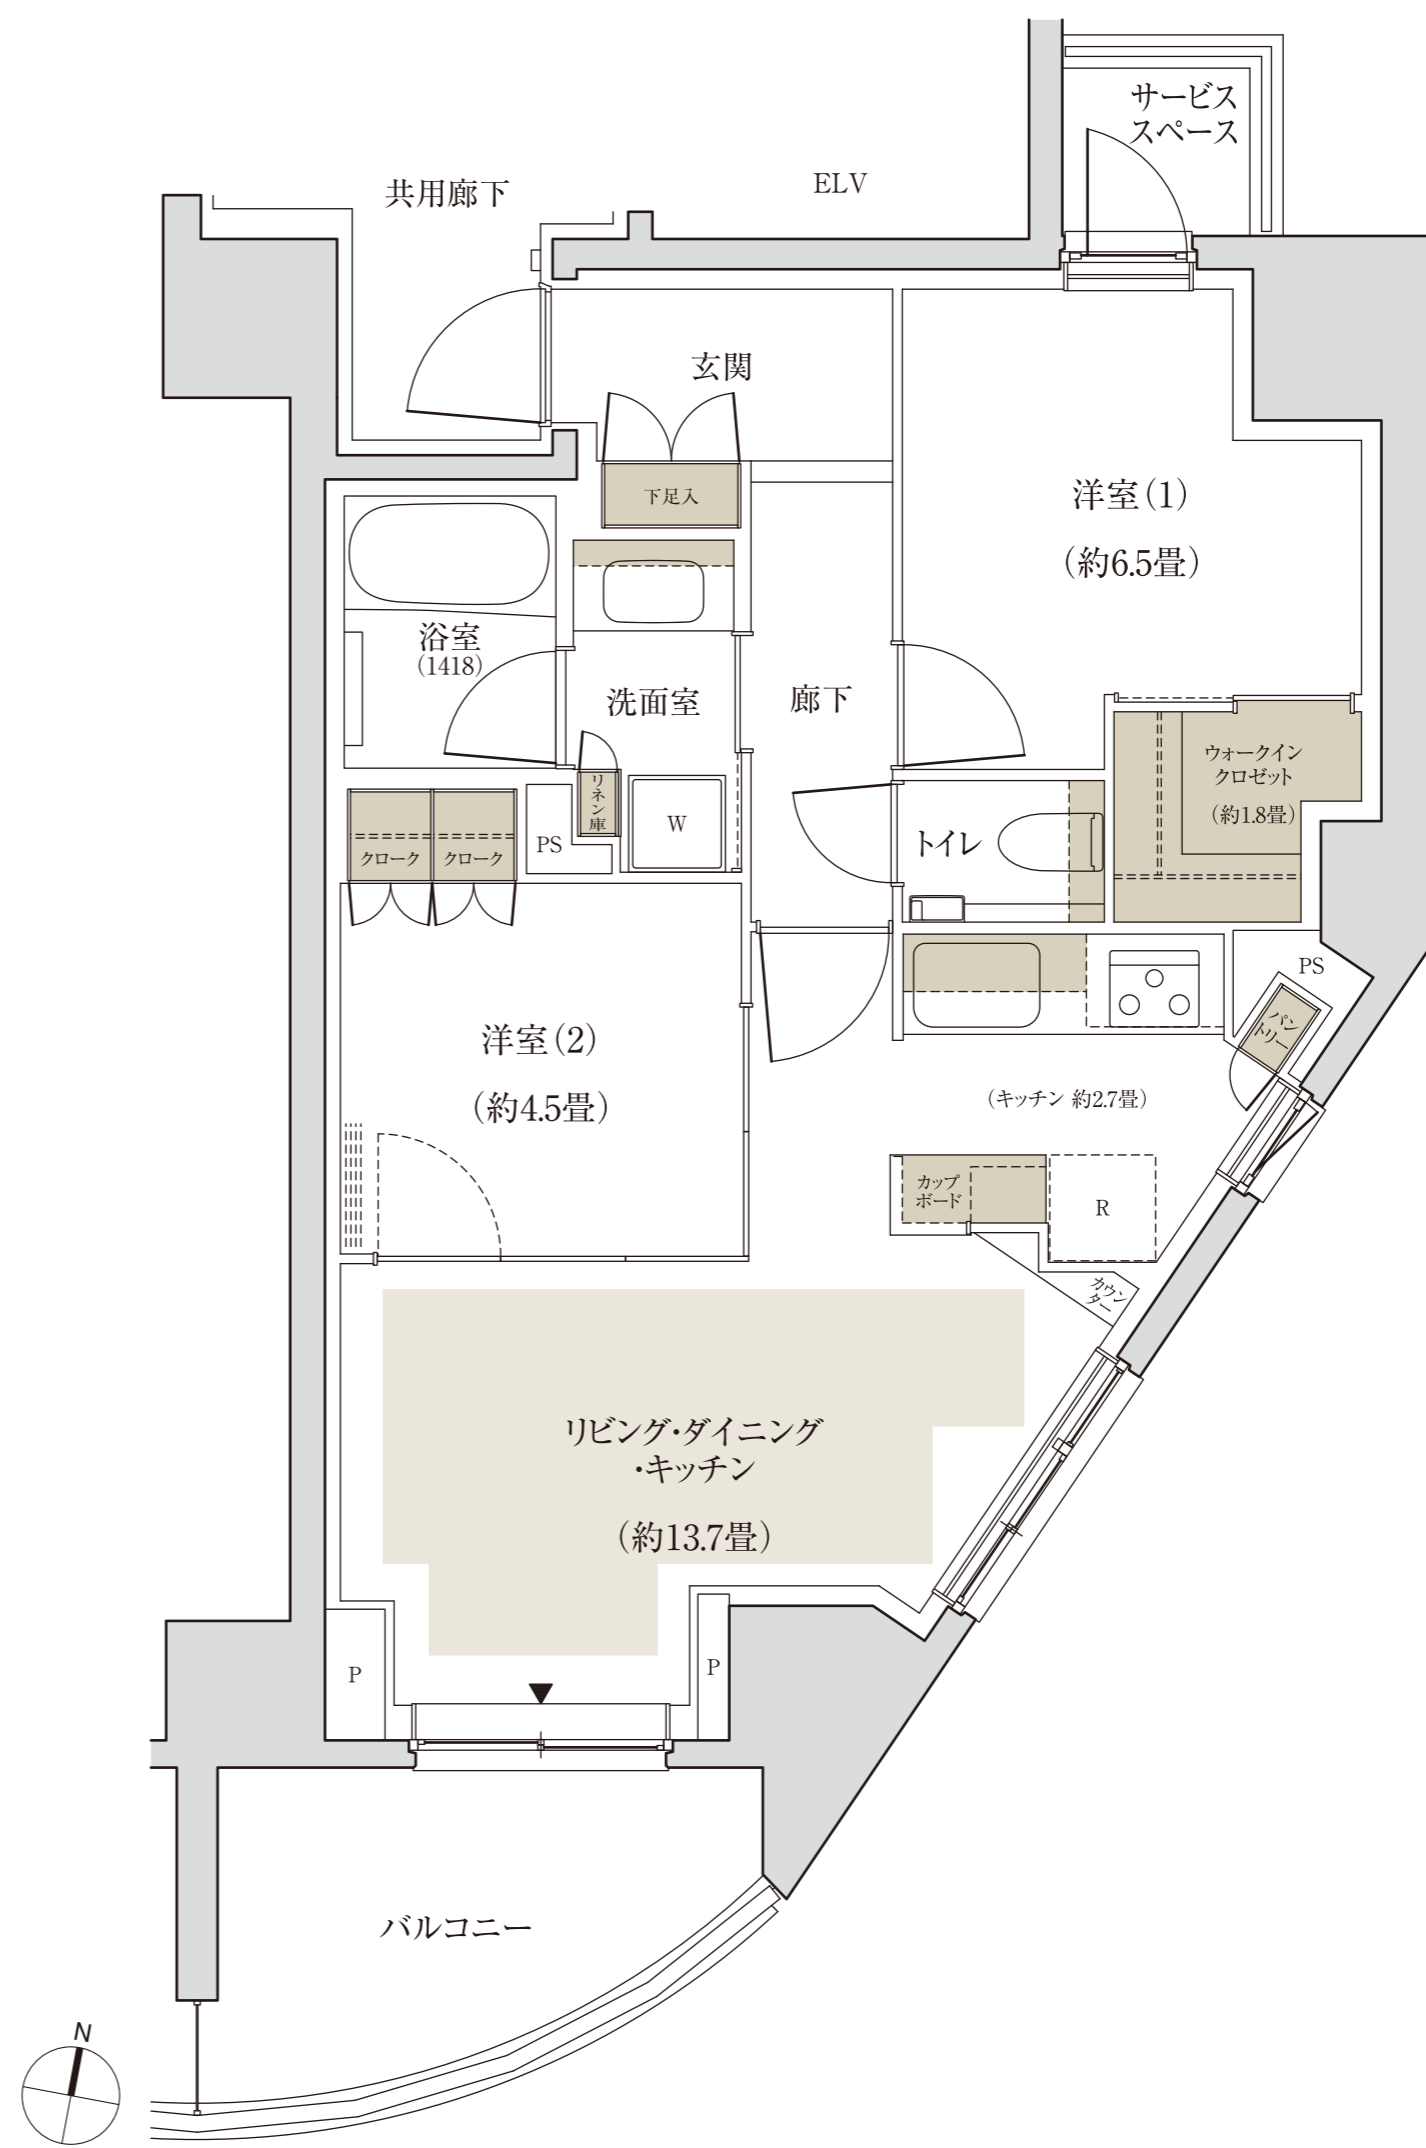 サービス
スペース
共用廊下
ELV
玄関
下足入
洋室(1)
(約6.5畳)
浴室
(1418)
洗面室
廊下
リネン庫
W
PS
クローク
クローク
トイレ
ウォークイン
クロゼット
(約1.8畳)
PS
パン
トリー
洋室(2)
(約4.5畳)
(キッチン 約2.7畳)
カップ
ボード
R
カウン
ター
リビング・ダイニング
・キッチン
(約13.7畳)
P
P
バルコニー
N